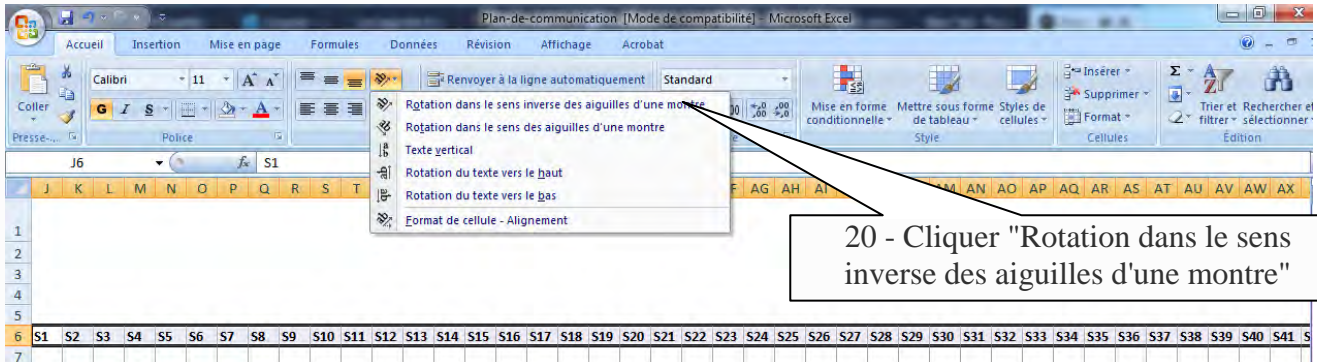 Plan-de-communication [Mode de compatibilité] - Microsoft Excel
Accueil Insertion Mise en page Formules Données Révision Affichage Acrobat
Calibri 11 A A Renvoyer à la ligne automatiquement Standard Insérer Σ
Coller G I S A 00 ,00 ,0 Mise en forme conditionnelle Mettre sous forme de tableau Styles de cellules Supprimer Format Trier et filtrer Rechercher et sélectionner
Presse-... Police Style Cellules Édition
Rotation dans le sens inverse des aiguilles d'une montre
Rotation dans le sens des aiguilles d'une montre
Texte vertical
Rotation du texte vers le haut
Rotation du texte vers le bas
Format de cellule - Alignement
J6 fx S1
J K L M N O P Q R S T F AG AH AI AM AN AO AP AQ AR AS AT AU AV AW AX
20 - Cliquer "Rotation dans le sens
inverse des aiguilles d'une montre"
1
2
3
4
5
6 S1 S2 S3 S4 S5 S6 S7 S8 S9 S10 S11 S12 S13 S14 S15 S16 S17 S18 S19 S20 S21 S22 S23 S24 S25 S26 S27 S28 S29 S30 S31 S32 S33 S34 S35 S36 S37 S38 S39 S40 S41
7